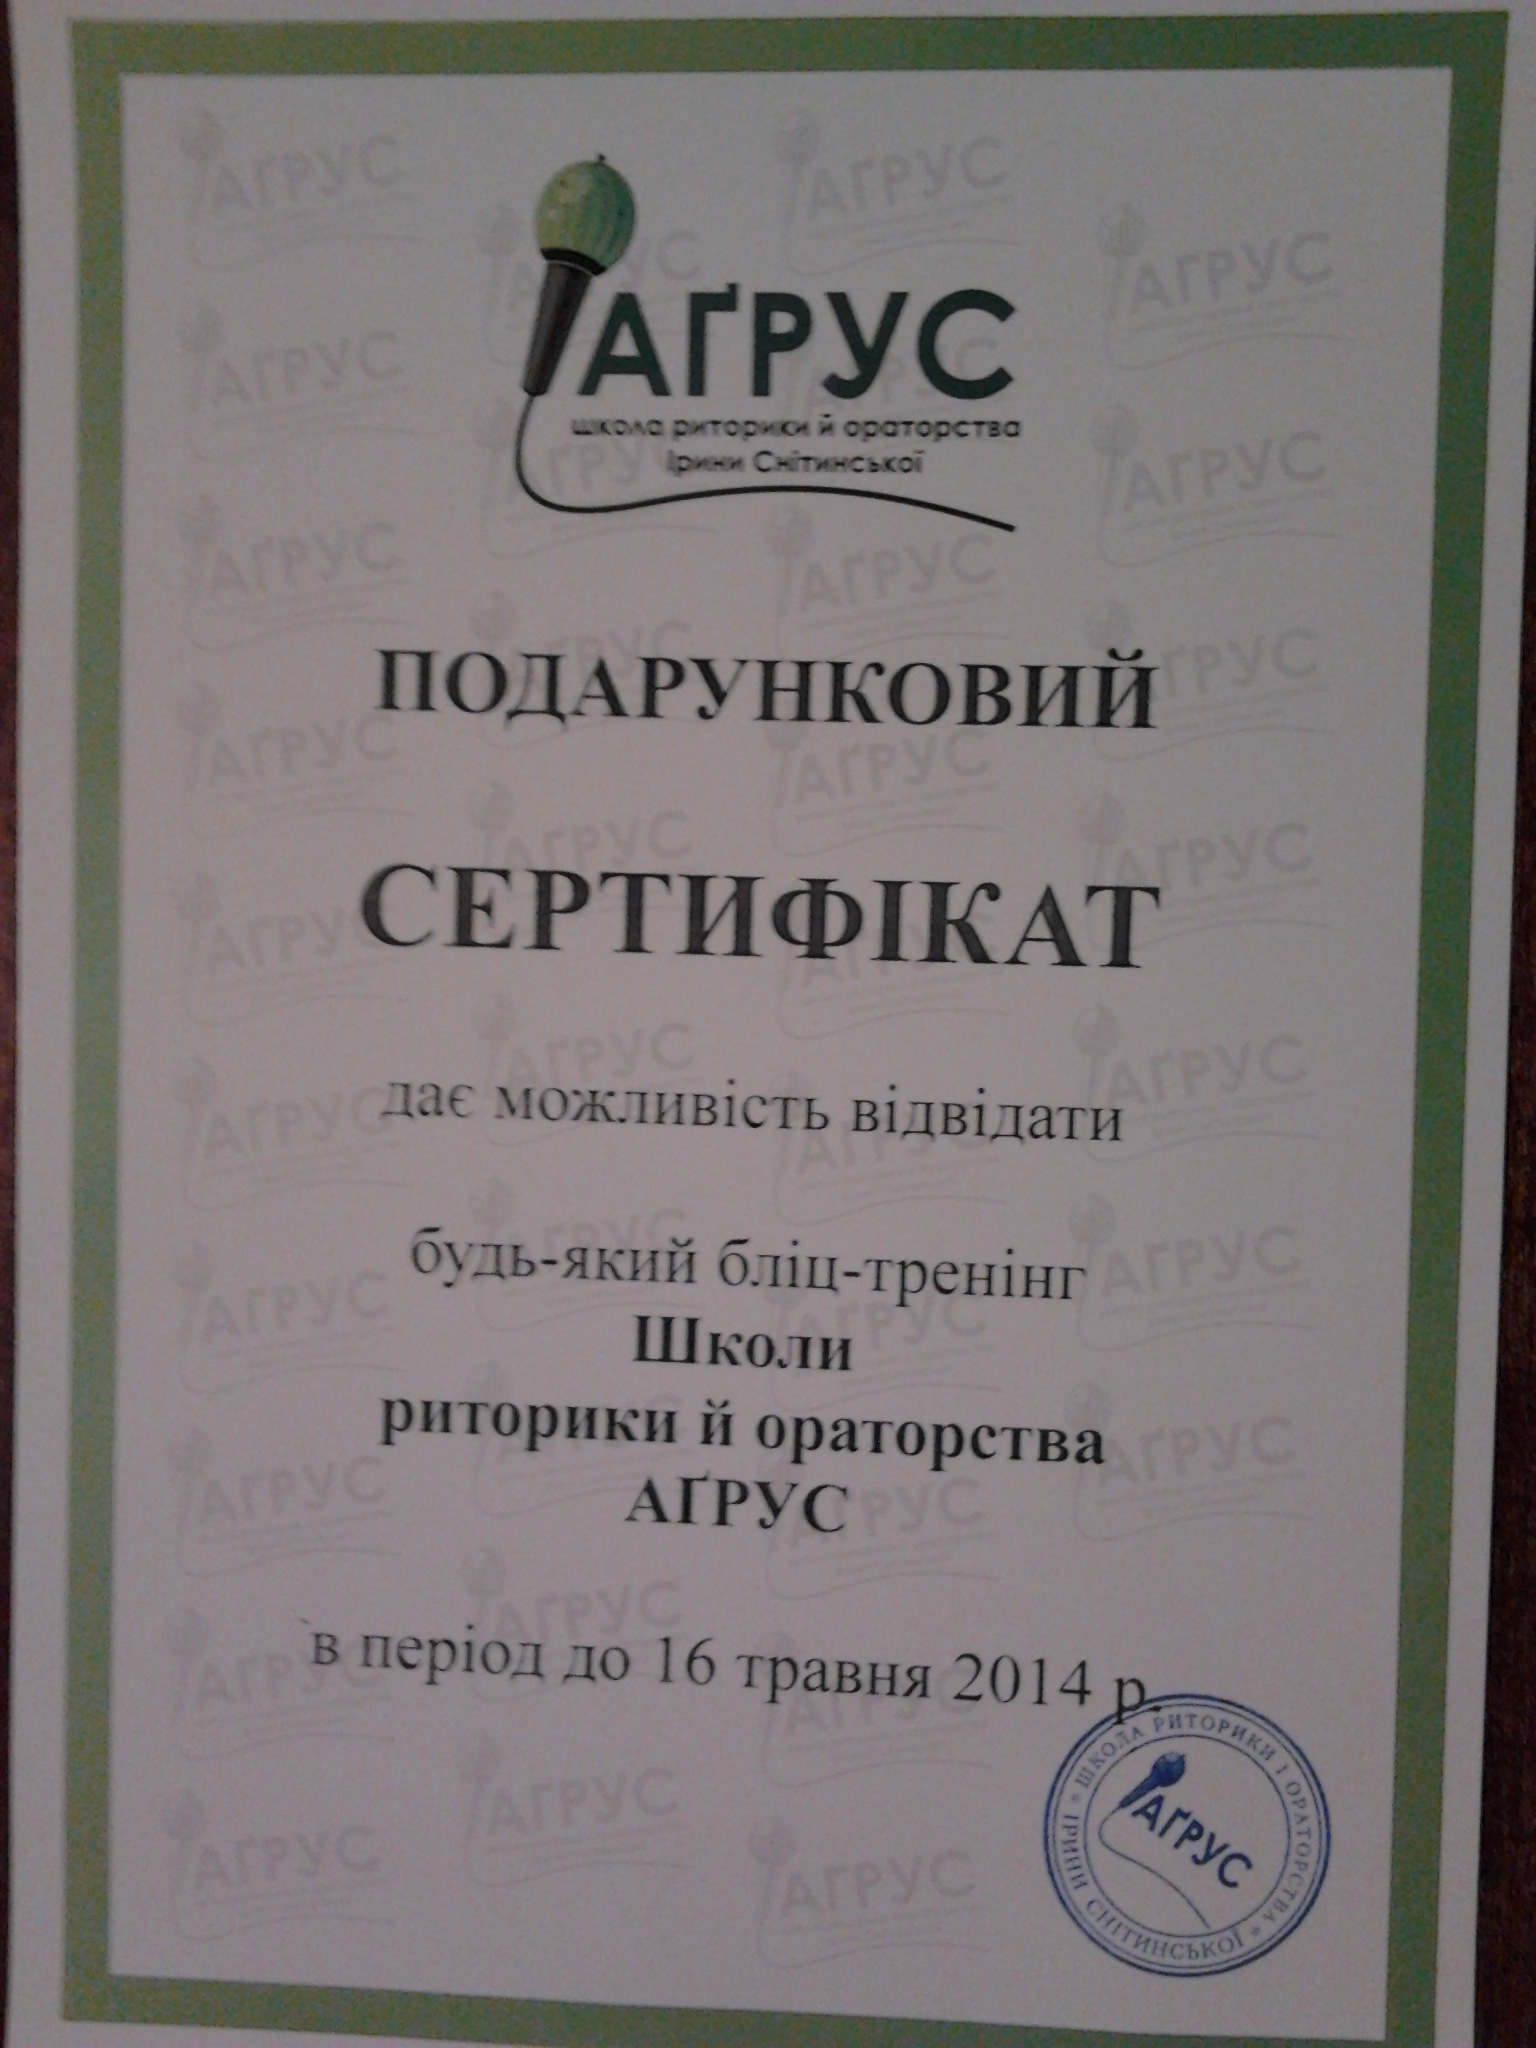 АҐРУС
школа риторики й ораторства
Ірини Снітинської
ПОДАРУНКОВИЙ
СЕРТИФІКАТ
дає можливість відвідати
будь-який бліц-тренінг
Школи
риторики й ораторства
АҐРУС
в період до 16 травня 2014 р.
ШКОЛА РИТОРИКИ І ОРАТОРСТВА
ІРИНИ СНІТИНСЬКОЇ
АҐРУС